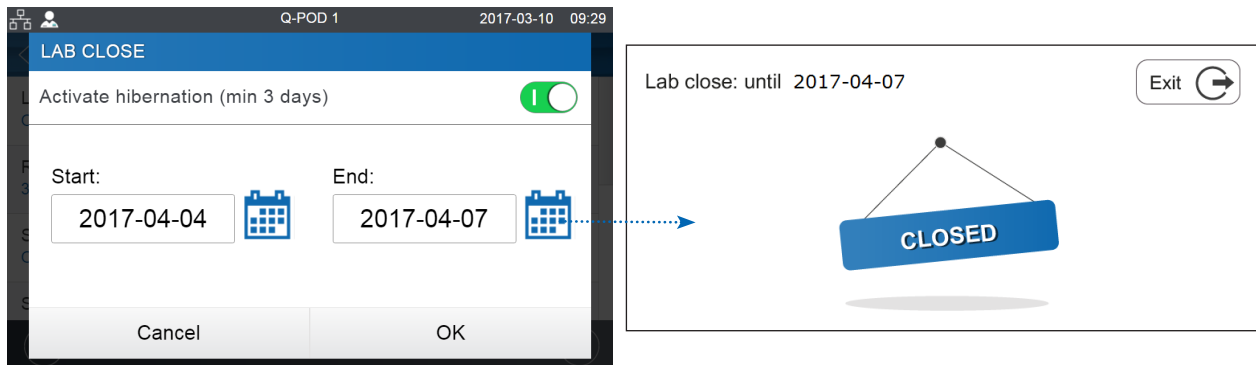 Q-POD 1 2017-03-10 09:29
LAB CLOSE
Activate hibernation (min 3 days)
Start: End:
2017-04-04 2017-04-07
Cancel OK
Lab close: until 2017-04-07 Exit
CLOSED